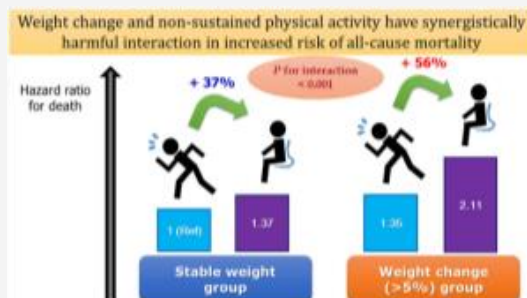 Weight change and non-sustained physical activity have synergistically
harmful interaction in increased risk of all-cause mortality
Hazard ratio
for death
+ 37%
P for interaction
< 0.001
+ 56%
1 (Ref)
1.37
1.35
2.11
Stable weight
group
Weight change
(>5%) group